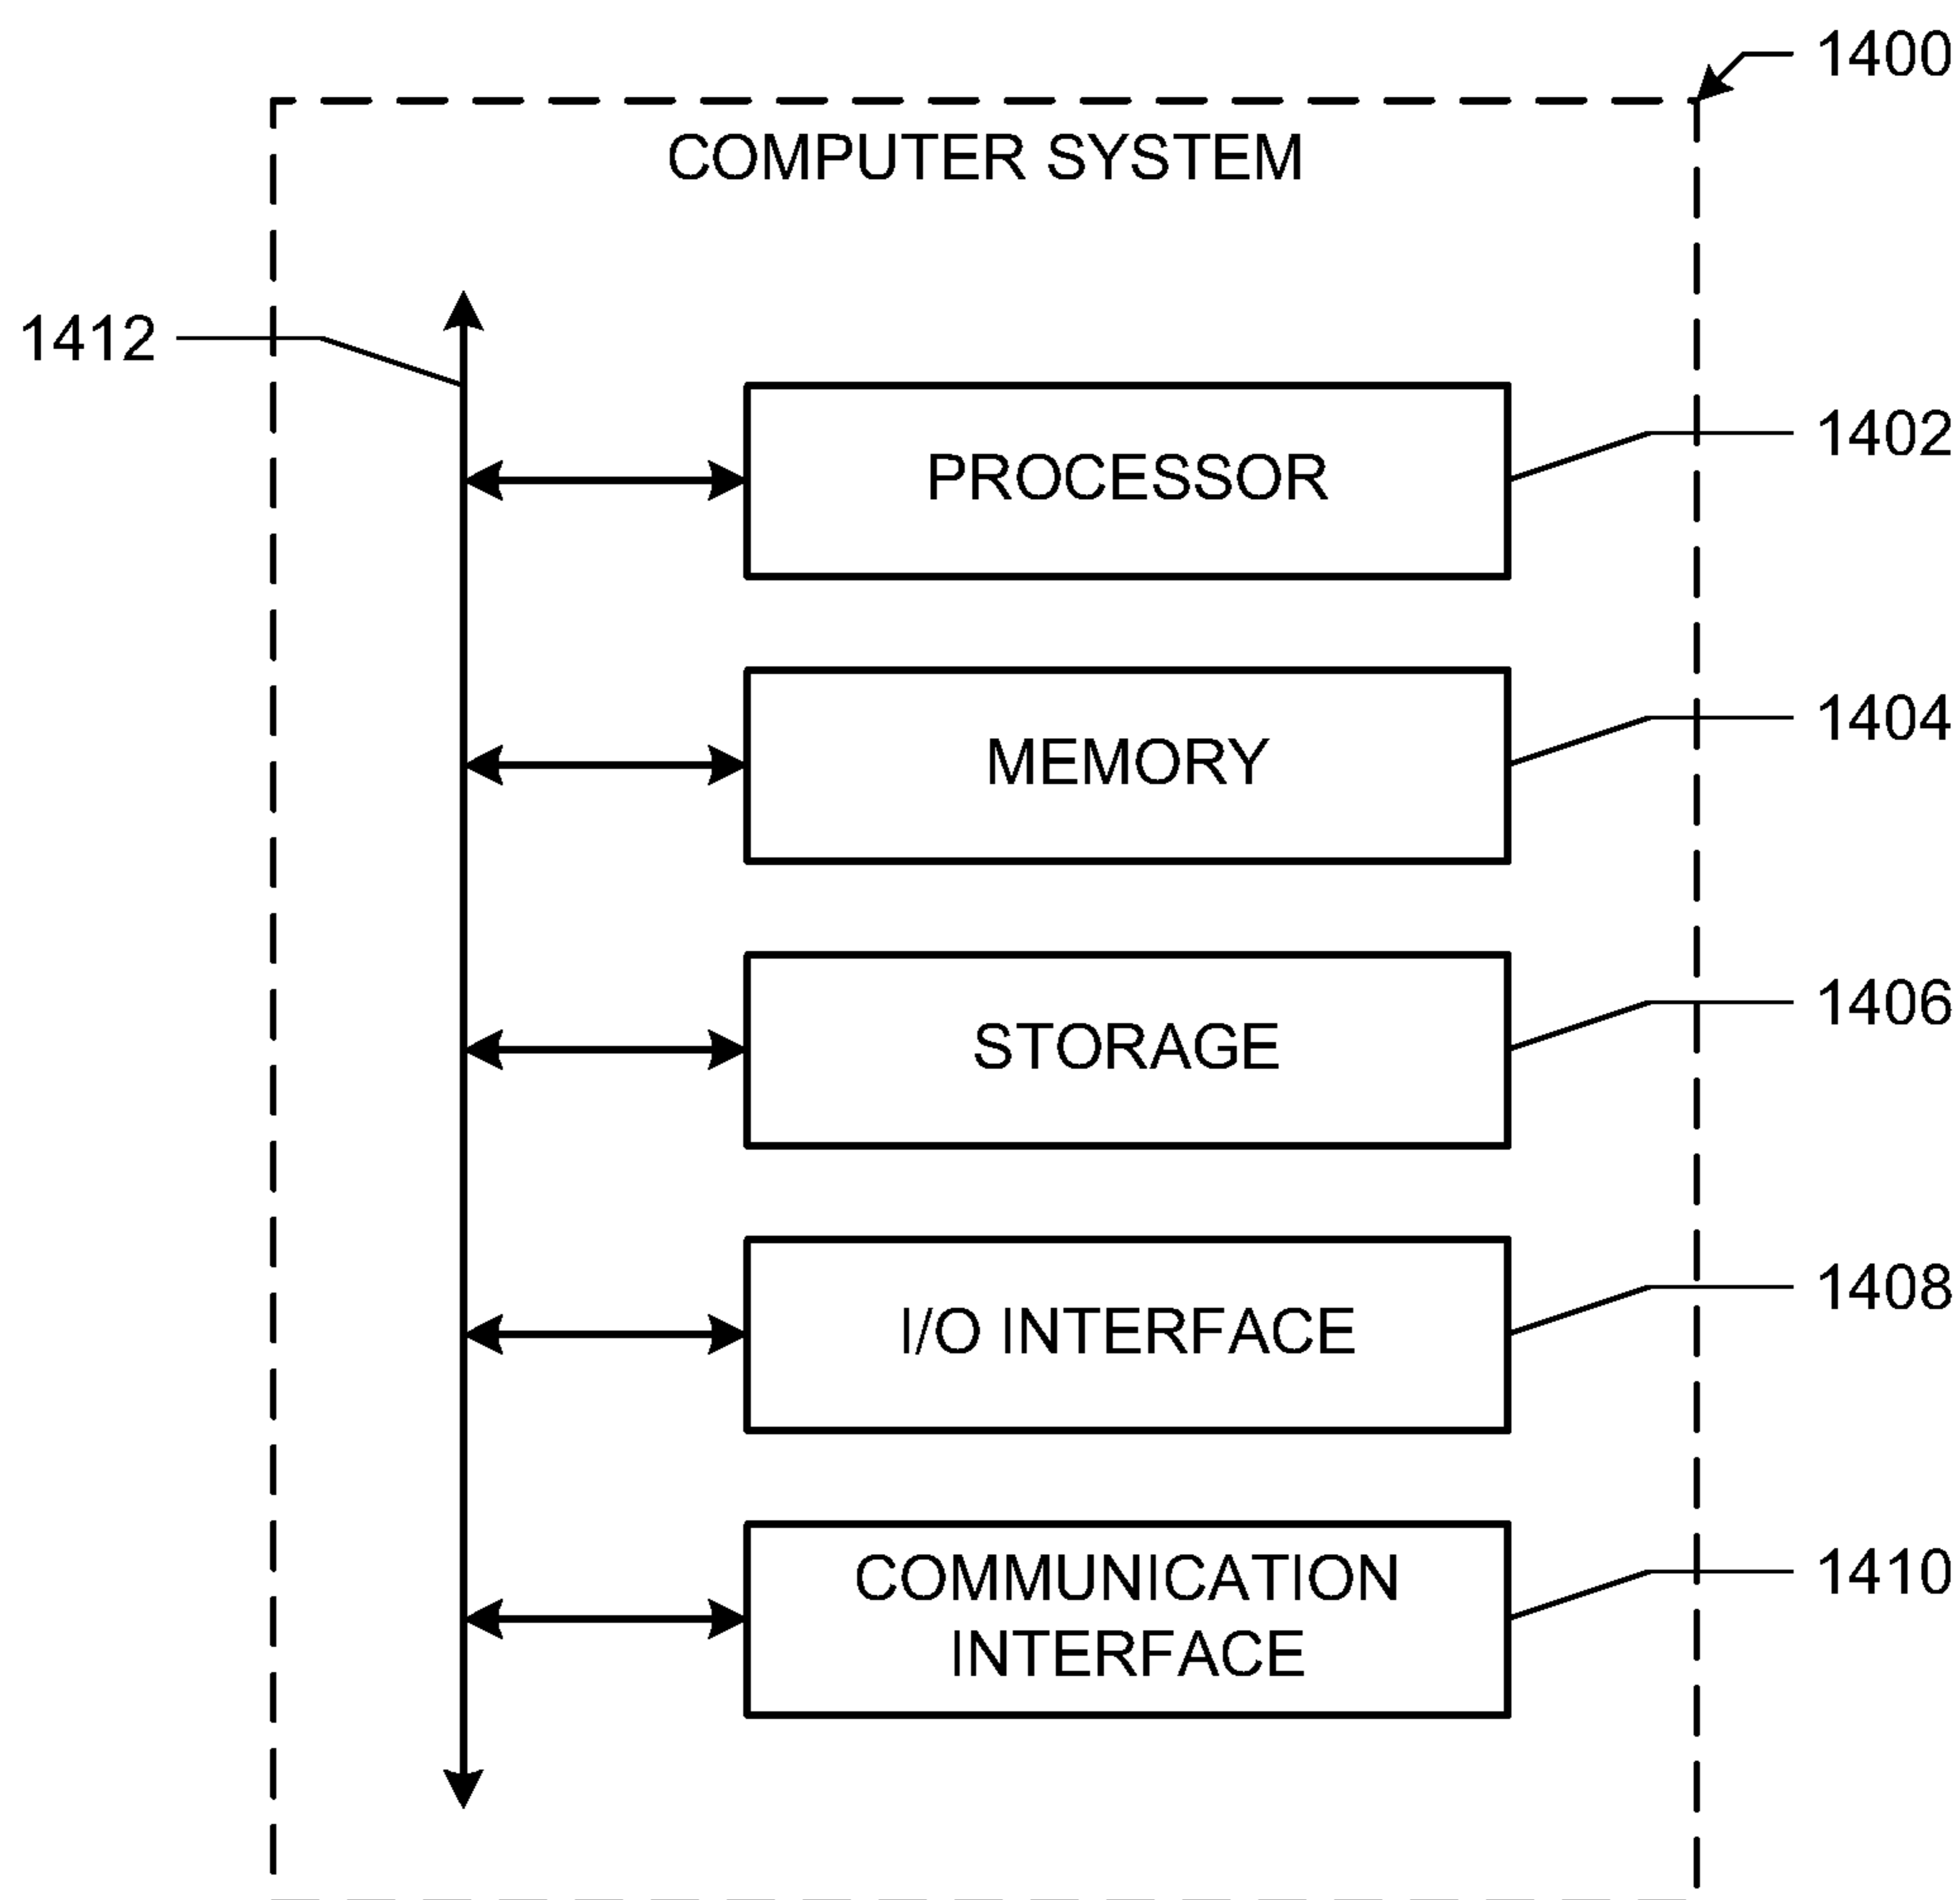 1400
COMPUTER SYSTEM
1412
1402
PROCESSOR
1404
MEMORY
1406
STORAGE
1408
I/O INTERFACE
1410
COMMUNICATION
INTERFACE